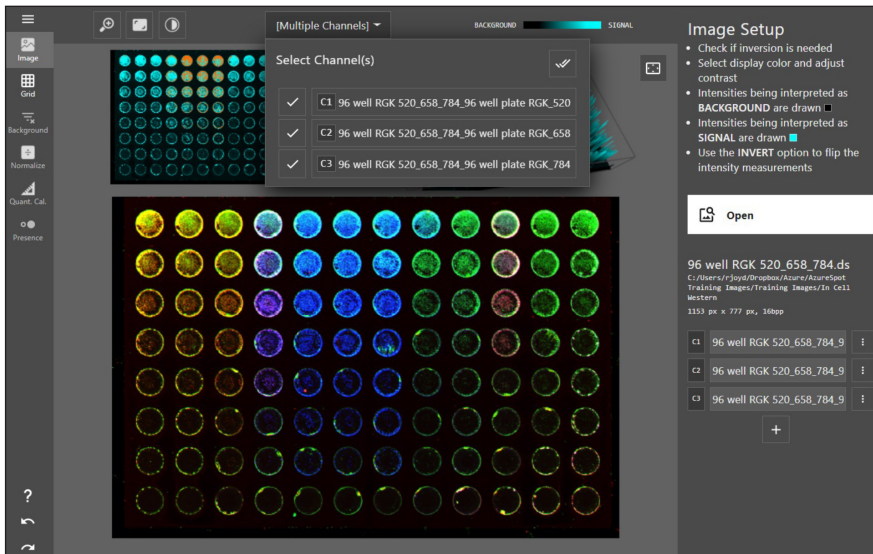 [Multiple Channels]
BACKGROUND
SIGNAL
Select Channel(s)
C1 96 well RGK 520_658_784_96 well plate RGK_520
C2 96 well RGK 520_658_784_96 well plate RGK_658
C3 96 well RGK 520_658_784_96 well plate RGK_784
Image
Grid
Background
Normalize
Quant. Cal.
Presence
?
Image Setup
• Check if inversion is needed
• Select display color and adjust
contrast
• Intensities being interpreted as
BACKGROUND are drawn
• Intensities being interpreted as
SIGNAL are drawn
• Use the INVERT option to flip the
intensity measurements
Open
96 well RGK 520_658_784.ds
C:/Users/rjoyd/Dropbox/Azure/AzureSpot
Training Images/Training Images/In Cell
Western
1153 px x 777 px, 16bpp
C1 96 well RGK 520_658_784_9
C2 96 well RGK 520_658_784_9
C3 96 well RGK 520_658_784_9
+